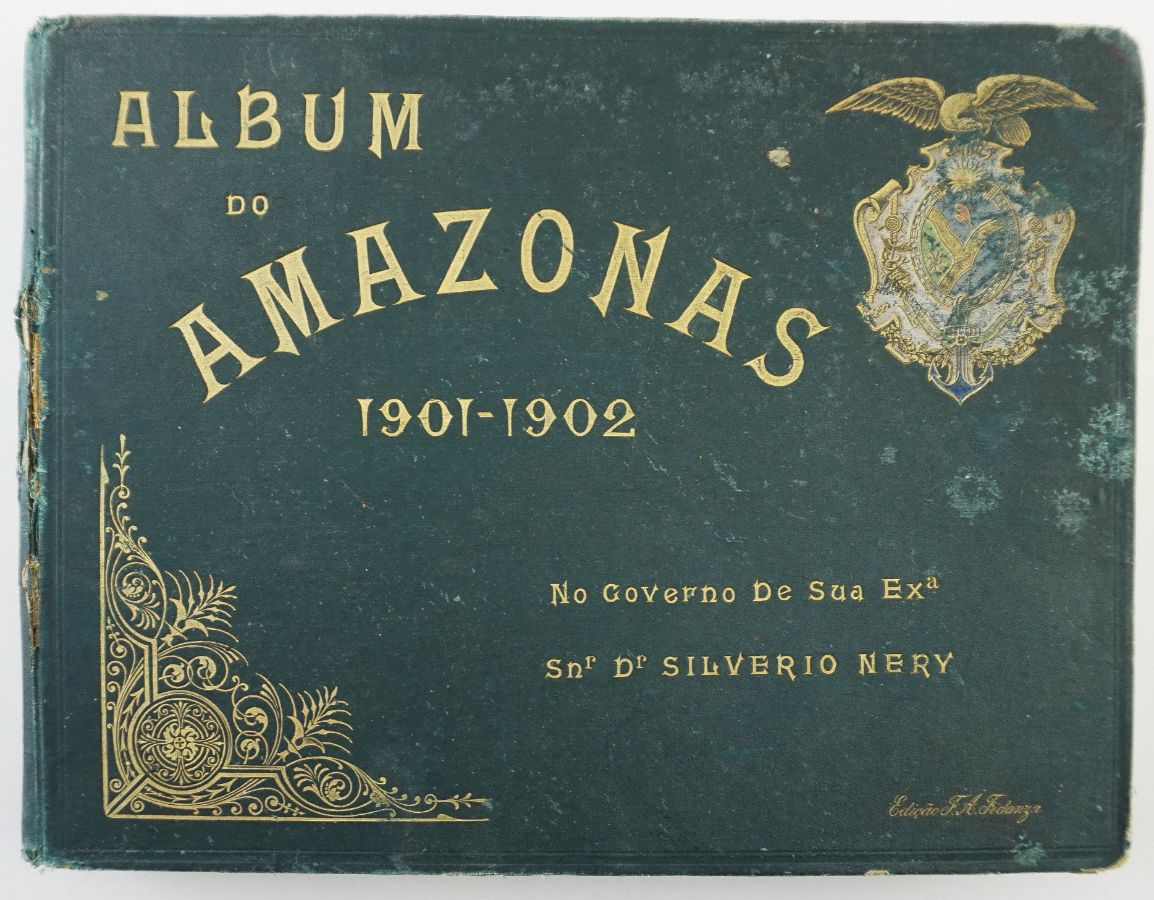 ALBUM
DO
AMAZONAS
1901-1902
No Governo De Sua Exª
Snʳ Dʳ SILVERIO NERY
Edição F. A. Fidanza